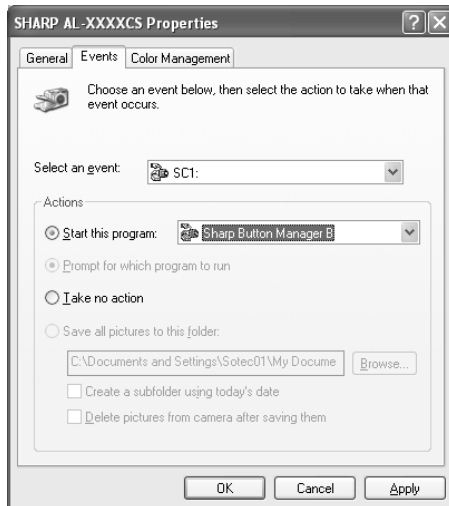 SHARP AL-XXXXCS Properties
General Events Color Management
Choose an event below, then select the action to take when that
event occurs.
Select an event: SC1:
Actions
Start this program: Sharp Button Manager B
Prompt for which program to run
Take no action
Save all pictures to this folder:
C:\Documents and Settings\Sotec01\My Docume Browse...
Create a subfolder using today's date
Delete pictures from camera after saving them
OK Cancel Apply